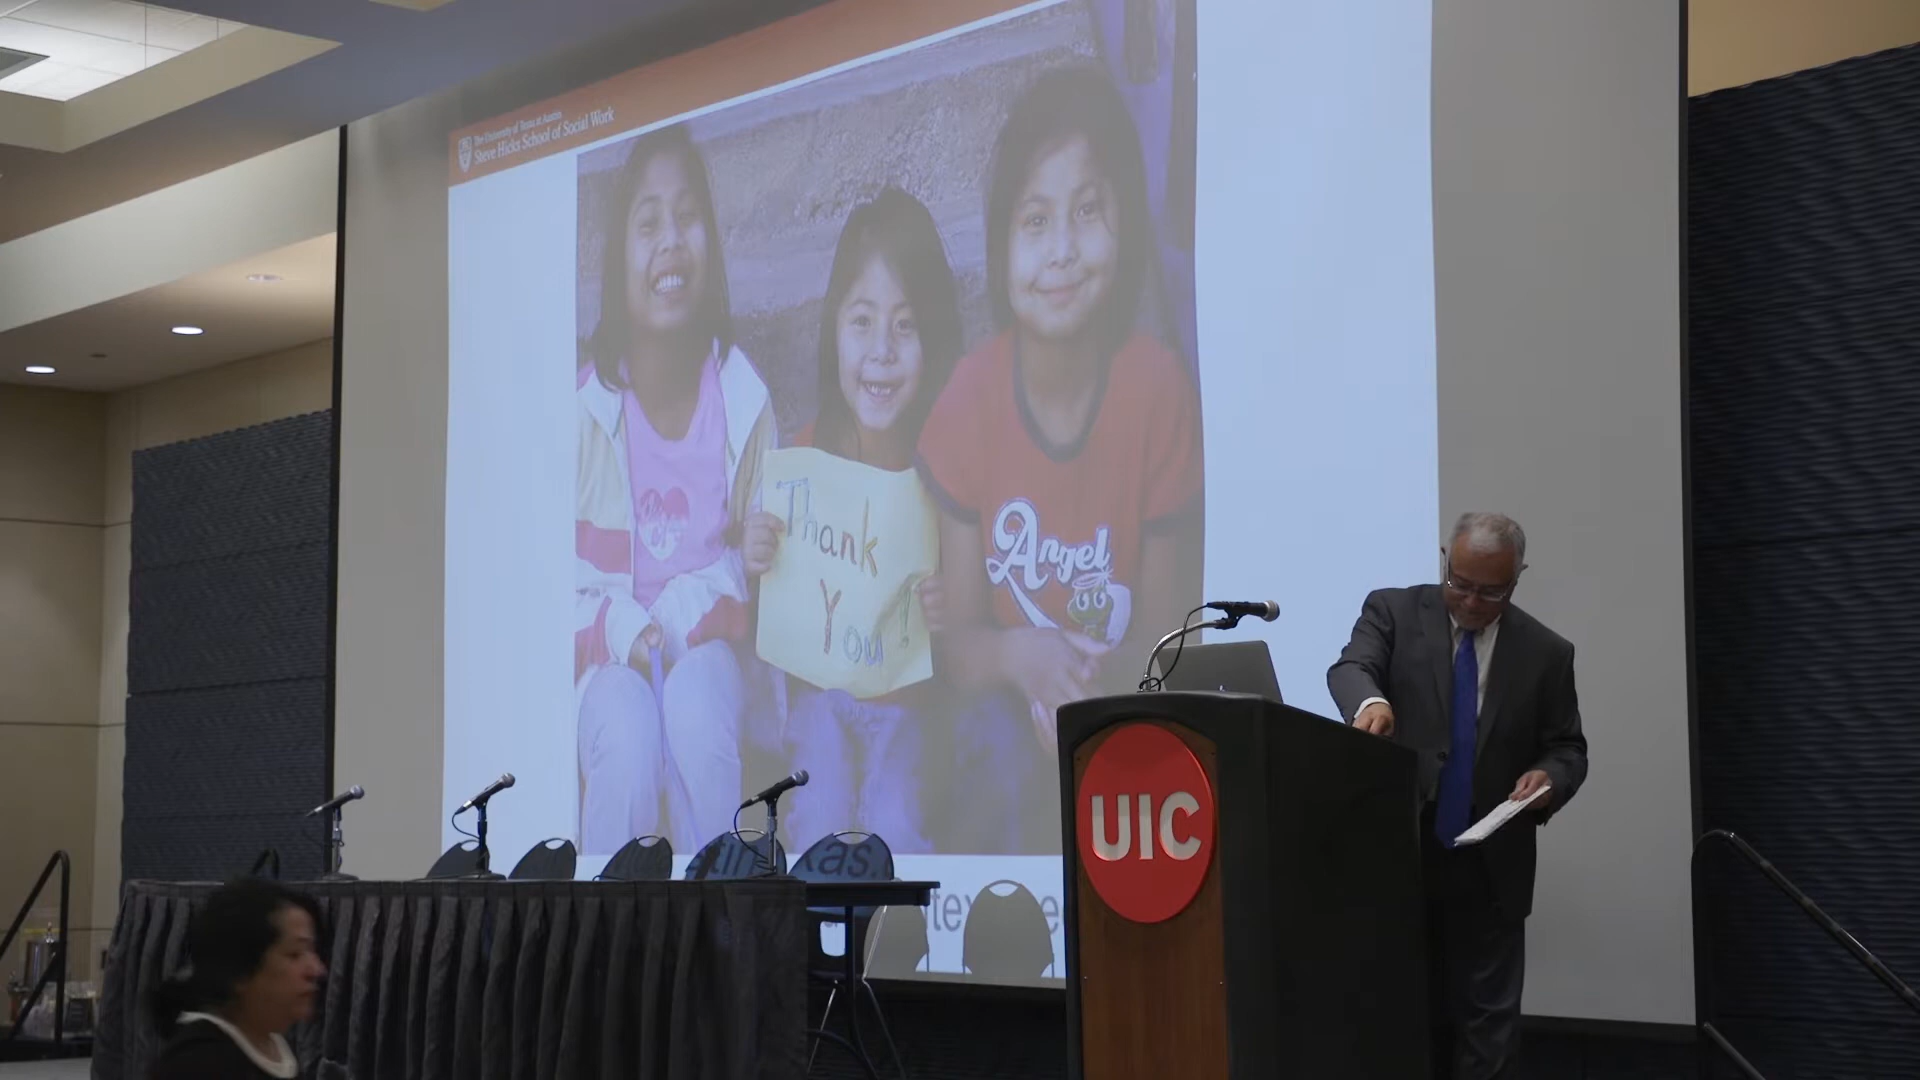 The University of Texas at Austin
Steve Hicks School of Social Work
Thank
You!
Angel
UIC